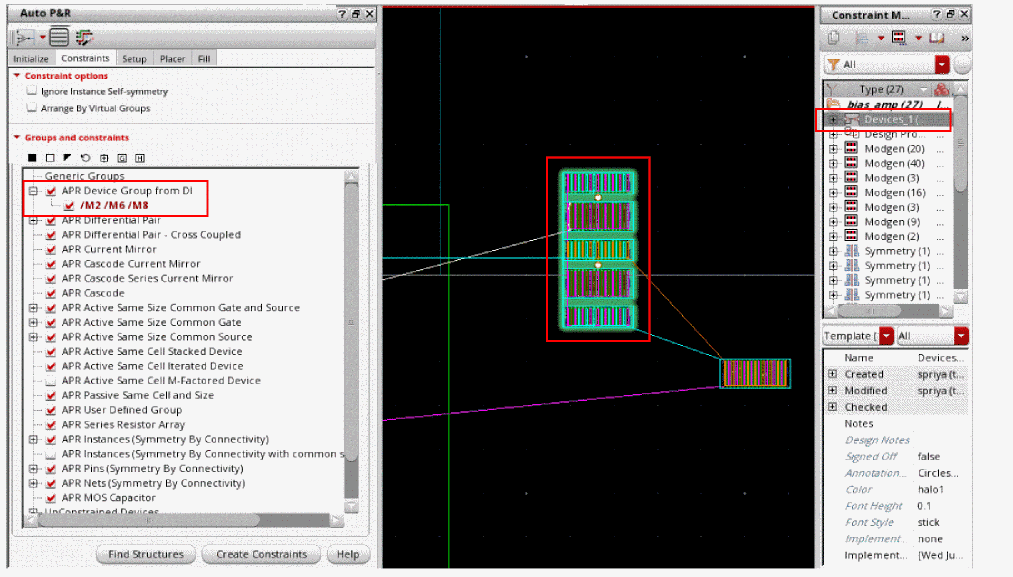 Auto P&R
Initialize Constraints Setup Placer Fill
Constraint options
Ignore Instance Self-symmetry
Arrange By Virtual Groups
Groups and constraints
Generic Groups
APR Device Group from DI
/M2 /M6 /M8
APR Differential Pair
APR Differential Pair - Cross Coupled
APR Current Mirror
APR Cascode Current Mirror
APR Cascode Series Current Mirror
APR Cascode
APR Active Same Size Common Gate and Source
APR Active Same Size Common Gate
APR Active Same Size Common Source
APR Active Same Cell Stacked Device
APR Active Same Cell Iterated Device
APR Active Same Cell M-Factored Device
APR Passive Same Cell and Size
APR User Defined Group
APR Series Resistor Array
APR Instances (Symmetry By Connectivity)
APR Instances (Symmetry By Connectivity with common s
APR Pins (Symmetry By Connectivity)
APR Nets (Symmetry By Connectivity)
APR MOS Capacitor
UnConstrained Devices
Find Structures Create Constraints Help
Constraint M...
All
Type (27)
bias_amp (27)
Devices_1 (...
Design Pro... ...
Modgen (20) ...
Modgen (40) ...
Modgen (3) ...
Modgen (16) ...
Modgen (3) ...
Modgen (9) ...
Modgen (2) ...
Symmetry (1) ...
Symmetry (1) ...
Symmetry (1) ...
Symmetry (1) ...
Template [ All
Name Devices...
Created spriya (t...
Modified spriya (t...
Checked
Notes
Design Notes
Signed Off false
Annotation... Circles...
Color halo1
Font Height 0.1
Font Style stick
Implement... none
Implement... [Wed Ju...